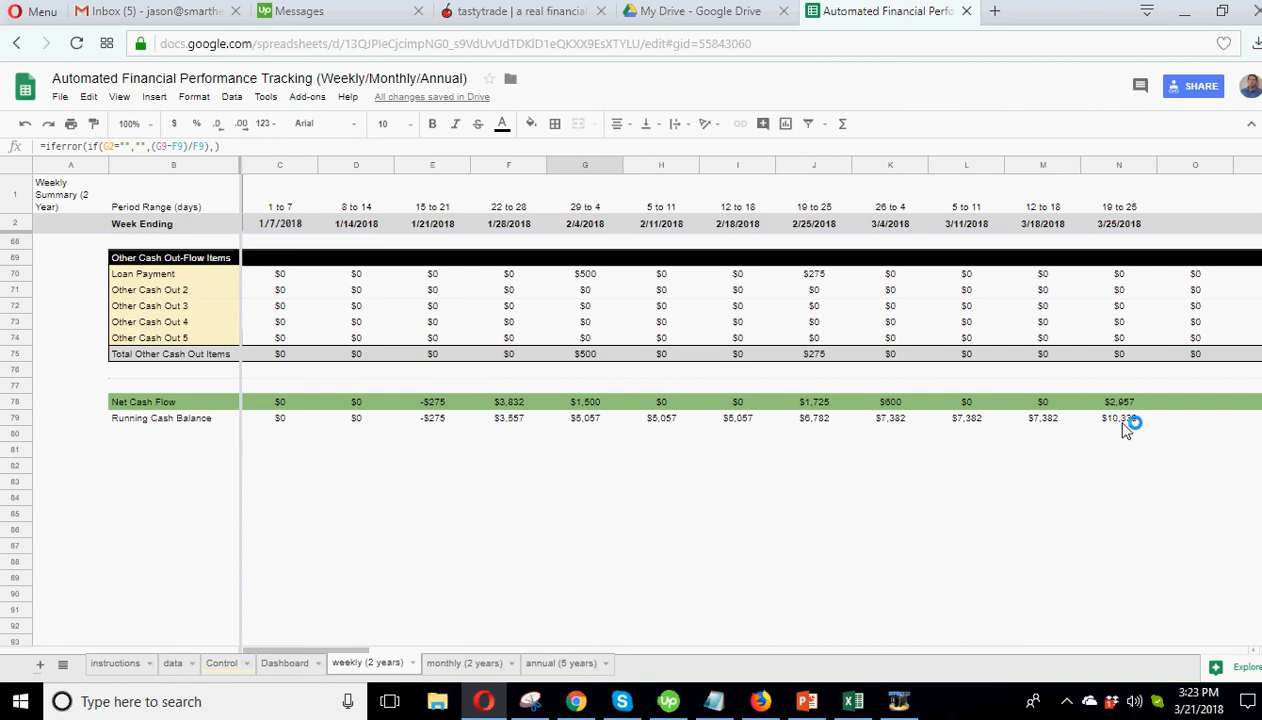 Menu
Inbox (5) - jason@smarthe
Messages
tastytrade | a real financial
My Drive - Google Drive
Automated Financial Perfo
docs.google.com/spreadsheets/d/13QJPIeCjcimpNG0_s9VdUvUdTDKlD1eQKXX9EsXTYLU/edit#gid=55843060
Automated Financial Performance Tracking (Weekly/Monthly/Annual)
File Edit View Insert Format Data Tools Add-ons Help All changes saved in Drive
SHARE
100% $ % .0 .00 123 Arial 10 B I S A Σ
fx =iferror(if(G2="","",(G9-F9)/F9),)
A B C D E F G H I J K L M N O
1 Weekly Summary (2 Year) Period Range (days) 1 to 7 8 to 14 15 to 21 22 to 28 29 to 4 5 to 11 12 to 18 19 to 25 26 to 4 5 to 11 12 to 18 19 to 25
2 Week Ending 1/7/2018 1/14/2018 1/21/2018 1/28/2018 2/4/2018 2/11/2018 2/18/2018 2/25/2018 3/4/2018 3/11/2018 3/18/2018 3/25/2018
68
69 Other Cash Out-Flow Items
70 Loan Payment $0 $0 $0 $0 $500 $0 $0 $275 $0 $0 $0 $0 $0
71 Other Cash Out 2 $0 $0 $0 $0 $0 $0 $0 $0 $0 $0 $0 $0 $0
72 Other Cash Out 3 $0 $0 $0 $0 $0 $0 $0 $0 $0 $0 $0 $0 $0
73 Other Cash Out 4 $0 $0 $0 $0 $0 $0 $0 $0 $0 $0 $0 $0 $0
74 Other Cash Out 5 $0 $0 $0 $0 $0 $0 $0 $0 $0 $0 $0 $0 $0
75 Total Other Cash Out Items $0 $0 $0 $0 $500 $0 $0 $275 $0 $0 $0 $0 $0
76
77
78 Net Cash Flow $0 $0 -$275 $3,832 $1,500 $0 $0 $1,725 $600 $0 $0 $2,957
79 Running Cash Balance $0 $0 -$275 $3,557 $5,057 $5,057 $5,057 $6,782 $7,382 $7,382 $7,382
80
81
82
83
84
85
86
87
88
89
90
91
92
93
instructions data Control Dashboard weekly (2 years) monthly (2 years) annual (5 years) Explore
Type here to search
3:23 PM
3/21/2018